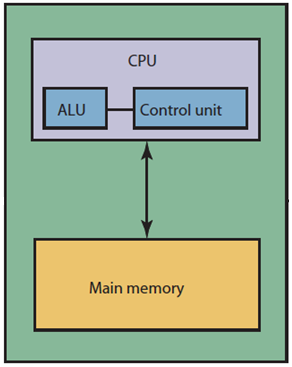 CPU
ALU Control unit
Main memory